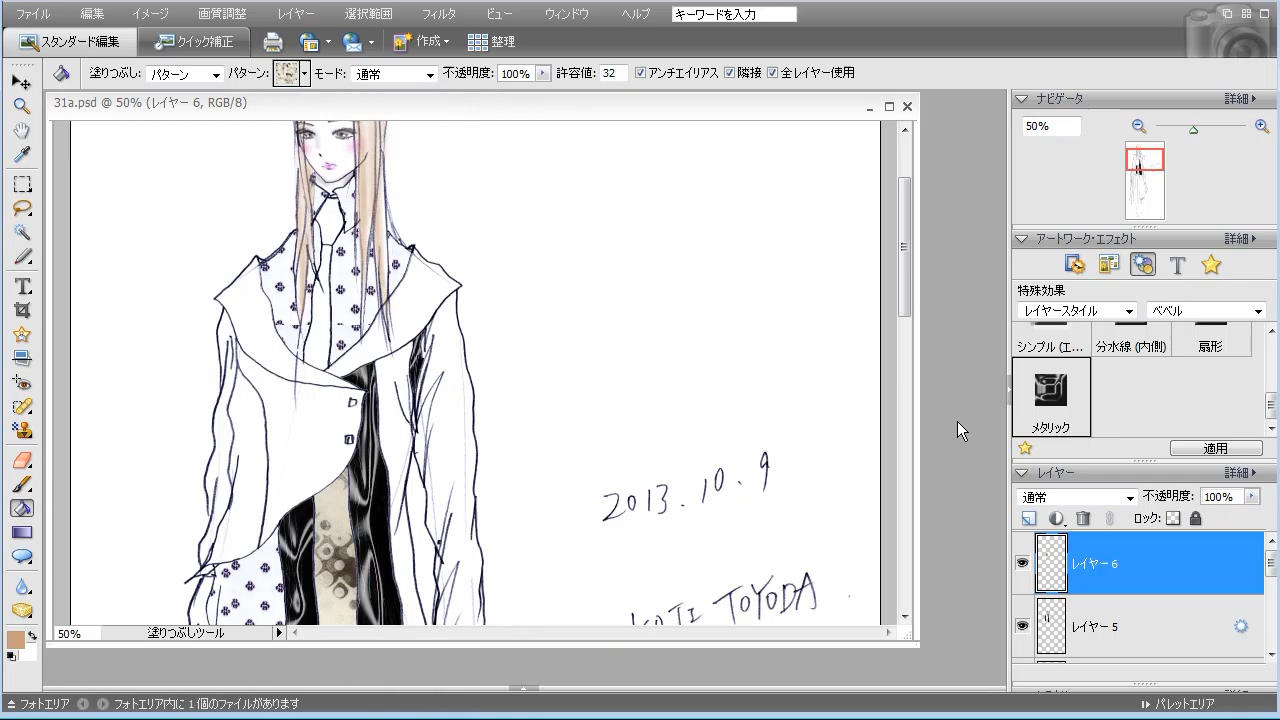 ファイル 編集 イメージ 画質調整 レイヤー 選択範囲 フィルタ ビュー ウィンドウ ヘルプ キーワードを入力
スタンダード編集 クイック補正 作成 整理
塗りつぶし: パターン パターン: モード: 通常 不透明度: 100% 許容値: 32 アンチエイリアス 隣接 全レイヤー使用
31a.psd @ 50% (レイヤー 6, RGB/8)
ナビゲータ 詳細
50%
アートワーク・エフェクト 詳細
特殊効果
レイヤースタイル ベベル
シンプル (エ... 分水線 (内側) 扇形
メタリック
適用
レイヤー 詳細
通常 不透明度: 100%
ロック:
レイヤー 6
レイヤー 5
2013.10.9
TOYODA
50% 塗りつぶしツール
フォトエリア フォトエリア内に 1 個のファイルがあります パレットエリア